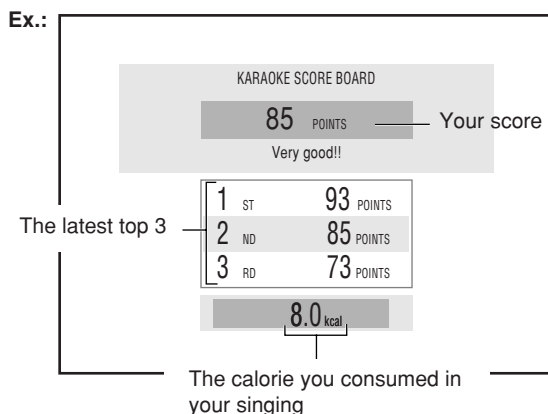 Ex.:
KARAOKE SCORE BOARD
85 POINTS
Your score
Very good!!
The latest top 3
1 ST 93 POINTS
2 ND 85 POINTS
3 RD 73 POINTS
8.0 kcal
The calorie you consumed in
your singing